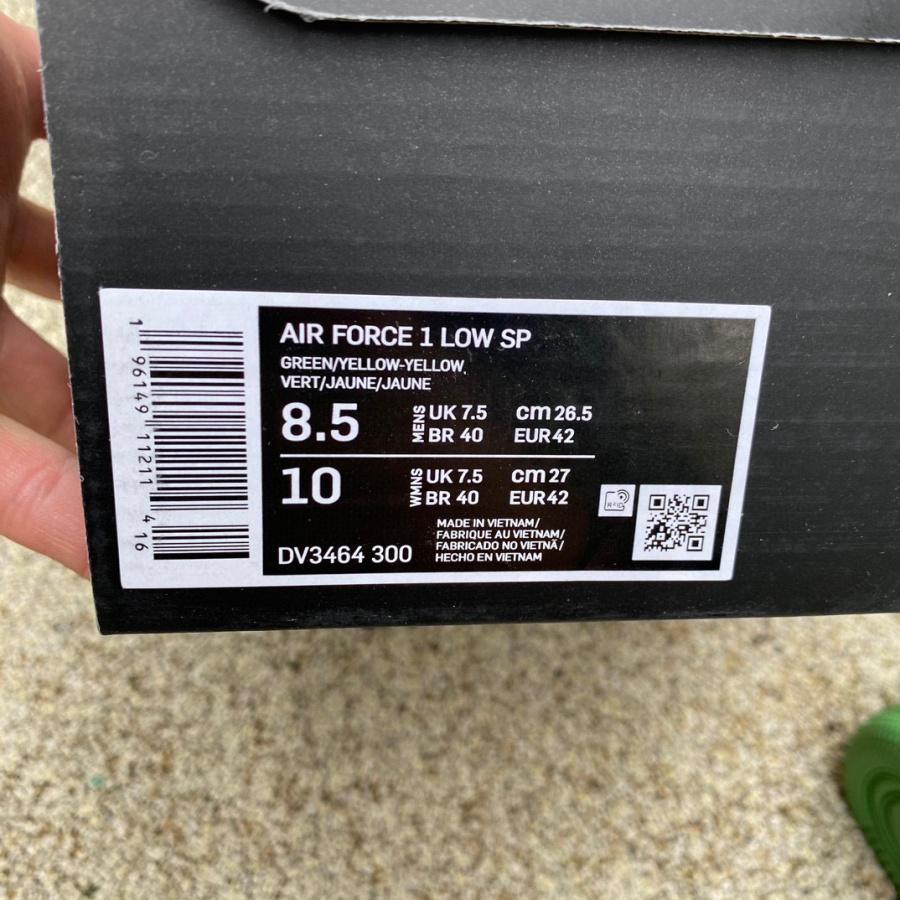 AIR FORCE 1 LOW SP
GREEN/YELLOW-YELLOW
VERT/JAUNE/JAUNE
8.5 MENS UK 7.5 cm 26.5
BR 40 EUR 42
10 WMNS UK 7.5 cm 27
BR 40 EUR 42
RFID
MADE IN VIETNAM/
FABRIQUE AU VIETNAM/
FABRICADO NO VIETNÃ/
HECHO EN VIETNAM
DV3464 300
1 96149 11211 4 16